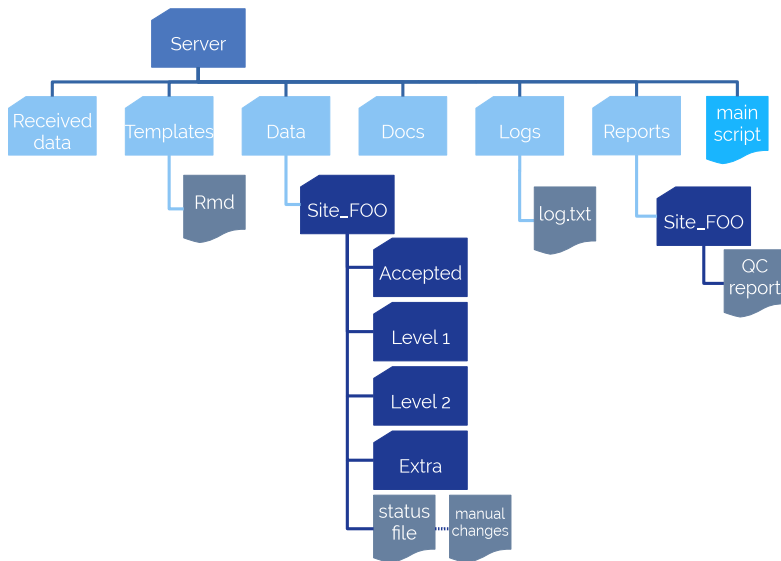 Server
Received
data
Templates
Data
Docs
Logs
Reports
main
script
Rmd
Site_FOO
log.txt
Site_FOO
Accepted
QC
report
Level 1
Level 2
Extra
status
file
manual
changes